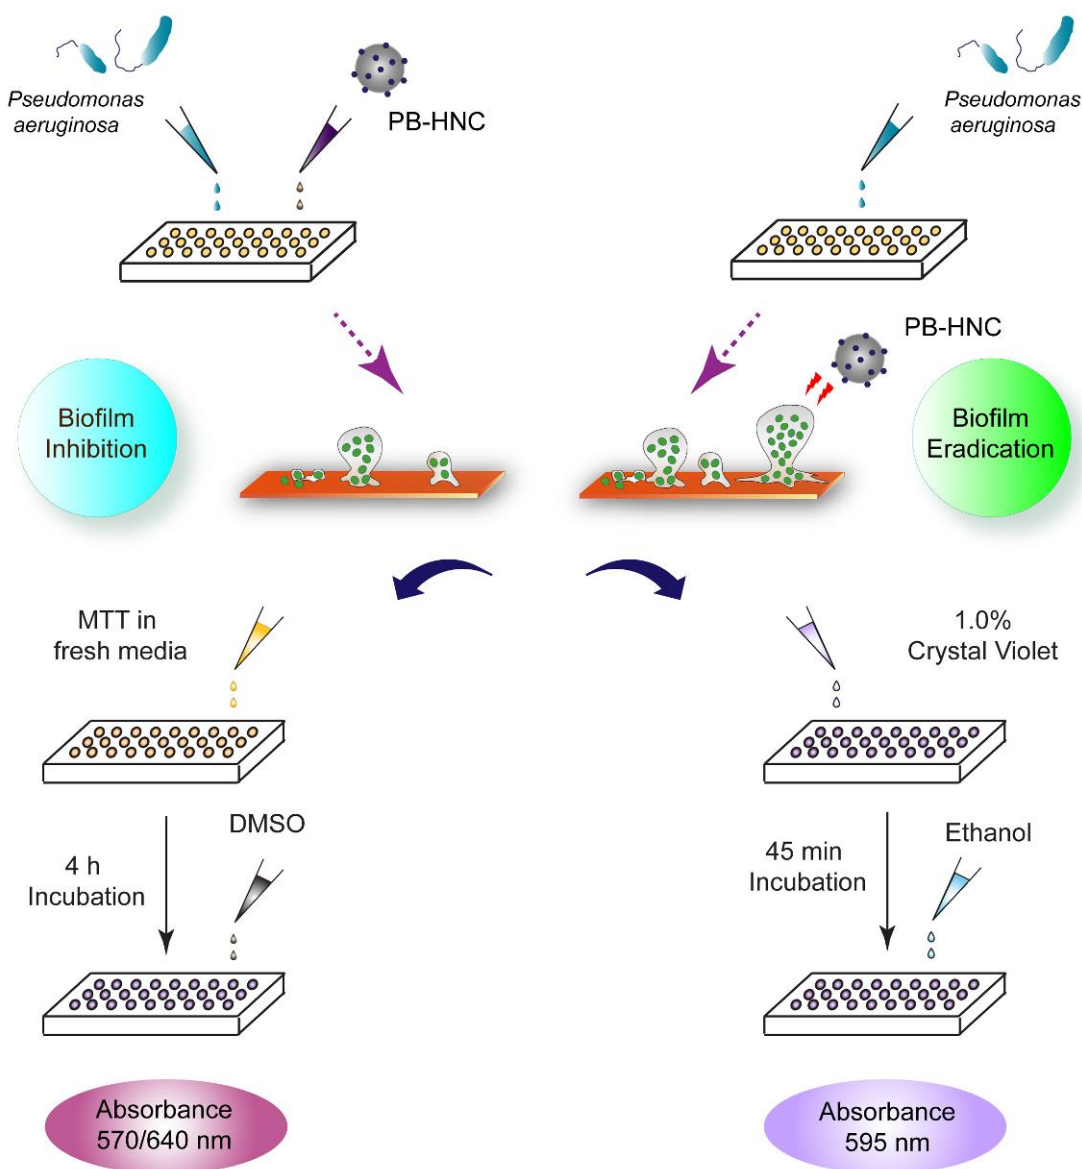 Pseudomonas
aeruginosa
PB-HNC
Pseudomonas
aeruginosa
PB-HNC
Biofilm
Inhibition
Biofilm
Eradication
MTT in
fresh media
1.0%
Crystal Violet
DMSO
4 h
Incubation
Ethanol
45 min
Incubation
Absorbance
570/640 nm
Absorbance
595 nm